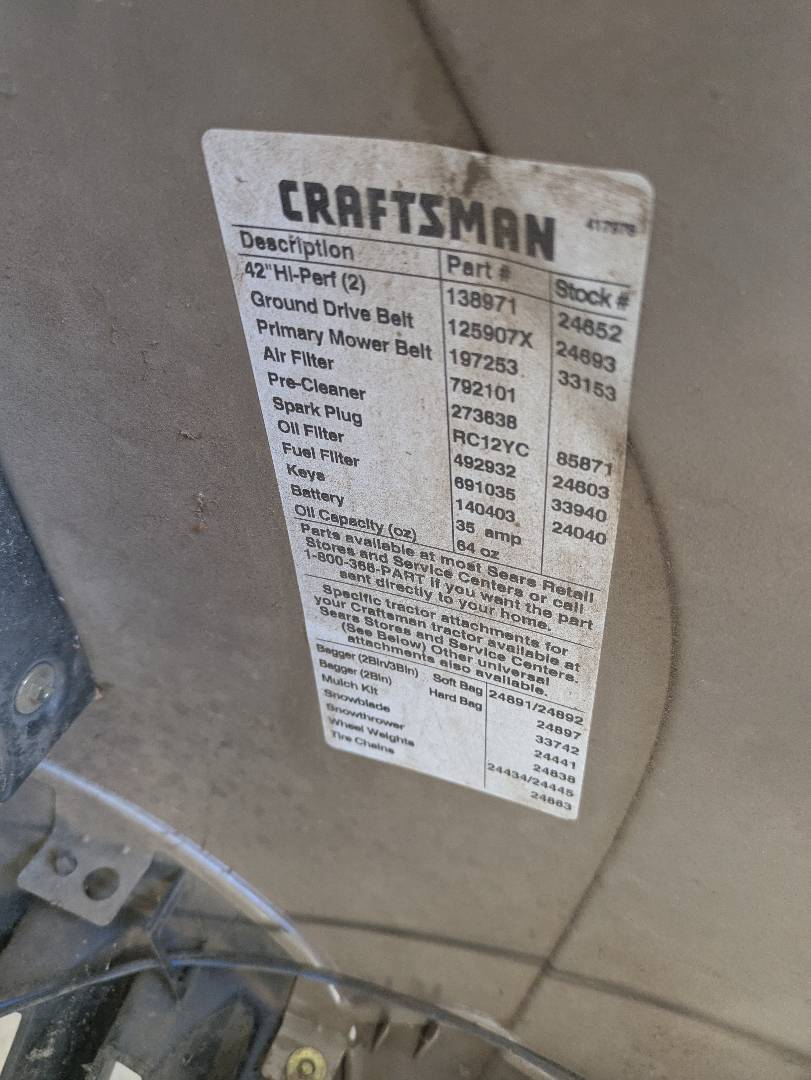 CRAFTSMAN 417978
Description Part # Stock #
42" Hi-Perf (2) 138971 24652
Ground Drive Belt 125907X 24693
Primary Mower Belt 197253 33153
Air Filter 792101
Pre-Cleaner 273638
Spark Plug RC12YC 85871
Oil Filter 492932 24603
Fuel Filter 691035 33940
Keys 140403 24040
Battery 35 amp
Oil Capacity (oz) 64 oz
Parts available at most Sears Retail
Stores and Service Centers or call
1-800-366-PART if you want the part
sent directly to your home.
Specific tractor attachments for
your Craftsman tractor available at
Sears Stores and Service Centers.
(See Below) Other universal
attachments also available.
Bagger (2Bin/3Bin) Soft Bag 24891/24892
Bagger (2Bin) Hard Bag 24897
Mulch Kit 33742
Snowblade 24441
Snowthrower 24838
Wheel Weights 24434/24445
Tire Chains 24663